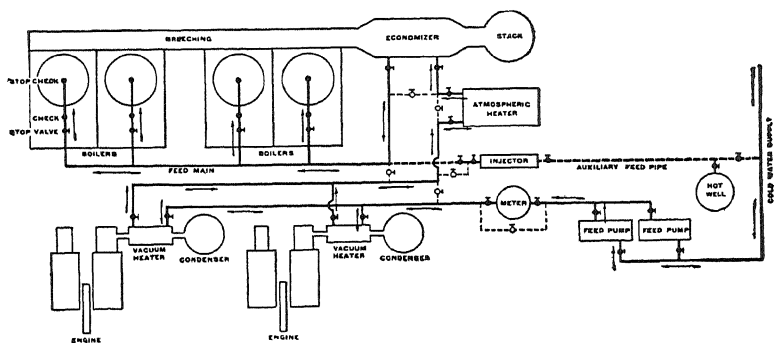 BREECHING
ECONOMIZER
STACK
STOP CHECK
CHECK
STOP VALVE
BOILERS
BOILERS
FEED MAIN
ATMOSPHERIC
HEATER
INJECTOR
AUXILIARY FEED PIPE
HOT
WELL
COLD WATER SUPPLY
METER
FEED PUMP
FEED PUMP
VACUUM
HEATER
CONDENSER
VACUUM
HEATER
CONDENSER
ENGINE
ENGINE